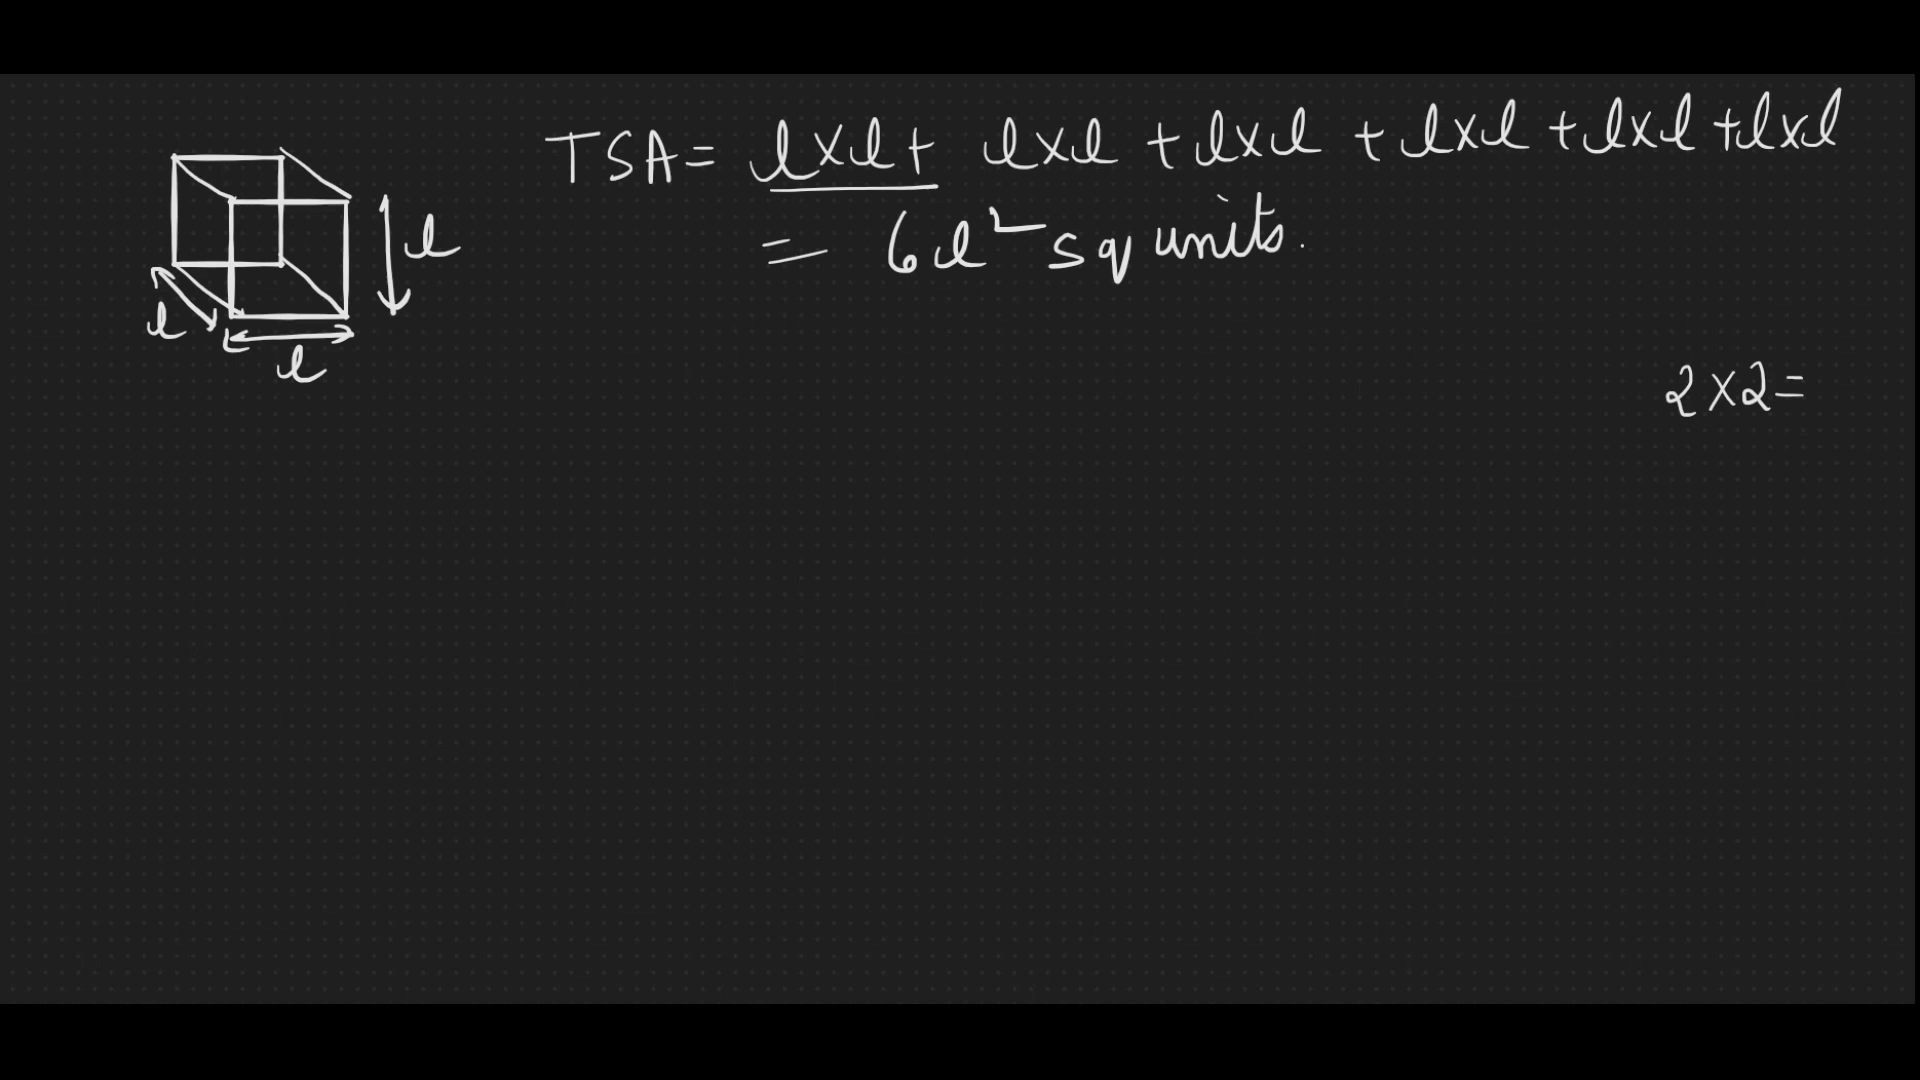 TSA = l×l + l×l + l×l + l×l + l×l + l×l
= 6l² sq units.
l
l
l
2×2=